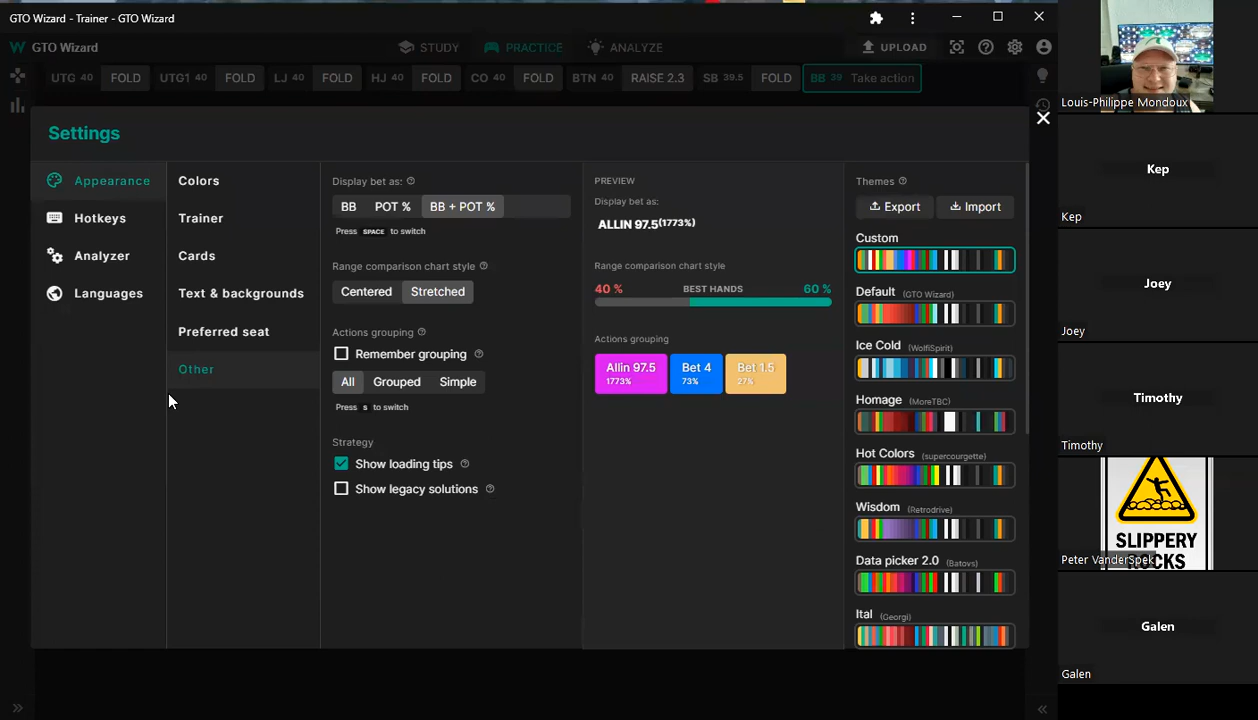 GTO Wizard - Trainer - GTO Wizard
W GTO Wizard
STUDY
PRACTICE
ANALYZE
UPLOAD
UTG 40 FOLD UTG1 40 FOLD LJ 40 FOLD HJ 40 FOLD CO 40 FOLD BTN 40 RAISE 2.3 SB 39.5 FOLD BB 39 Take action
Settings
Appearance
Hotkeys
Analyzer
Languages
Colors
Trainer
Cards
Text & backgrounds
Preferred seat
Other
Display bet as:
BB POT % BB + POT %
Press SPACE to switch
Range comparison chart style
Centered Stretched
Actions grouping
Remember grouping
All Grouped Simple
Press S to switch
Strategy
Show loading tips
Show legacy solutions
PREVIEW
Display bet as:
ALLIN 97.5(1773%)
Range comparison chart style
40 % BEST HANDS 60 %
Actions grouping
Allin 97.5 Bet 4 Bet 1.5
1773% 73% 27%
Themes
Export Import
Custom
Default (GTO Wizard)
Ice Cold (WolfiSpirit)
Homage (MoreTBC)
Hot Colors (supercourgette)
Wisdom (Retrodrive)
Data picker 2.0 (Batovs)
Ital (Georgi)
Louis-Philippe Mondoux
Kep
Kep
Joey
Joey
Timothy
Timothy
SLIPPERY
ROCKS
Peter VanderSpek
Galen
Galen